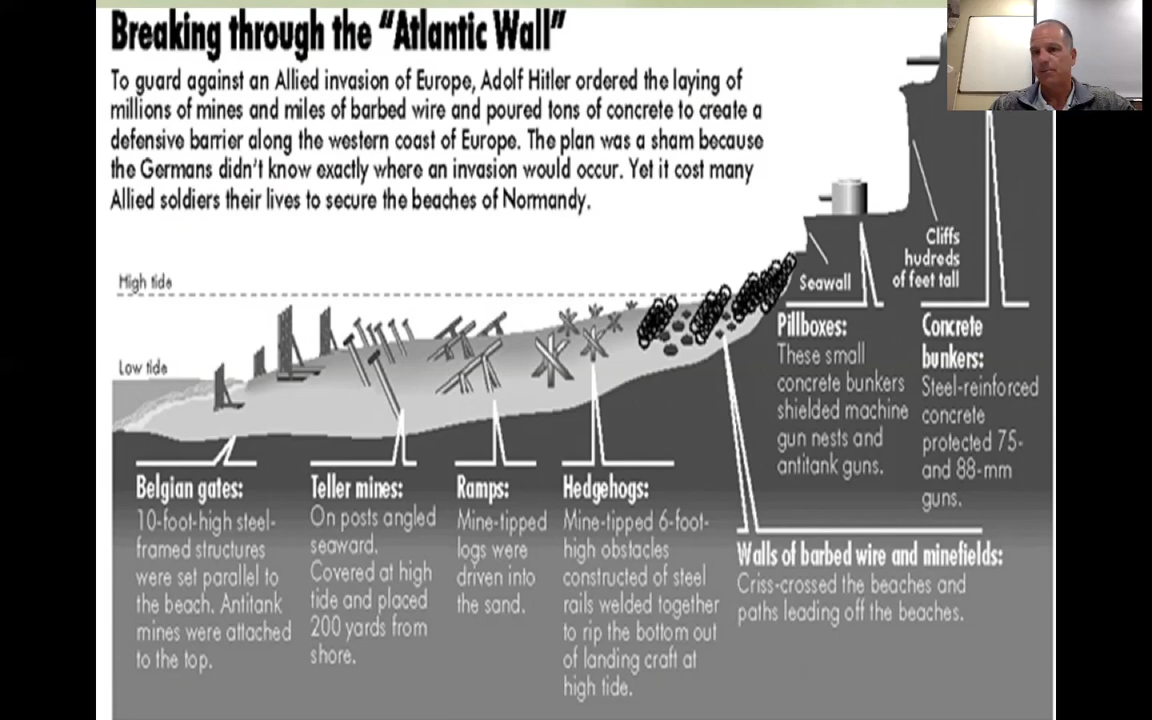 Breaking through the "Atlantic Wall"
To guard against an Allied invasion of Europe, Adolf Hitler ordered the laying of
millions of mines and miles of barbed wire and poured tons of concrete to create a
defensive barrier along the western coast of Europe. The plan was a sham because
the Germans didn't know exactly where an invasion would occur. Yet it cost many
Allied soldiers their lives to secure the beaches of Normandy.
High tide
Low tide
Seawall
Cliffs
hudreds
of feet tall
Belgian gates:
10-foot-high steel-
framed structures
were set parallel to
the beach. Antitank
mines were attached
to the top.
Teller mines:
On posts angled
seaward.
Covered at high
tide and placed
200 yards from
shore.
Ramps:
Mine-tipped
logs were
driven into
the sand.
Hedgehogs:
Mine-tipped 6-foot-
high obstacles
constructed of steel
rails welded together
to rip the bottom out
of landing craft at
high tide.
Pillboxes:
These small
concrete bunkers
shielded machine
gun nests and
antitank guns.
Concrete
bunkers:
Steel-reinforced
concrete
protected 75-
and 88-mm
guns.
Walls of barbed wire and minefields:
Criss-crossed the beaches and
paths leading off the beaches.